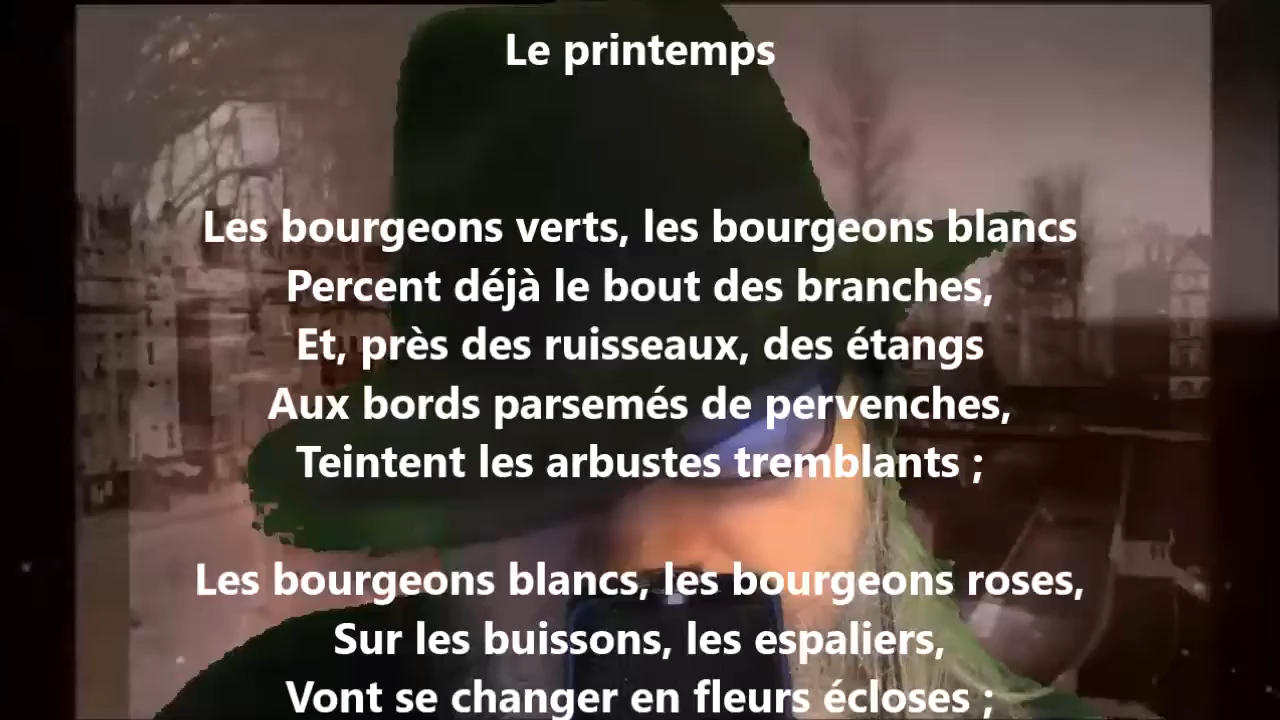 Le printemps
Les bourgeons verts, les bourgeons blancs
Percent déjà le bout des branches,
Et, près des ruisseaux, des étangs
Aux bords parsemés de pervenches,
Teintent les arbustes tremblants ;
Les bourgeons blancs, les bourgeons roses,
Sur les buissons, les espaliers,
Vont se changer en fleurs écloses ;